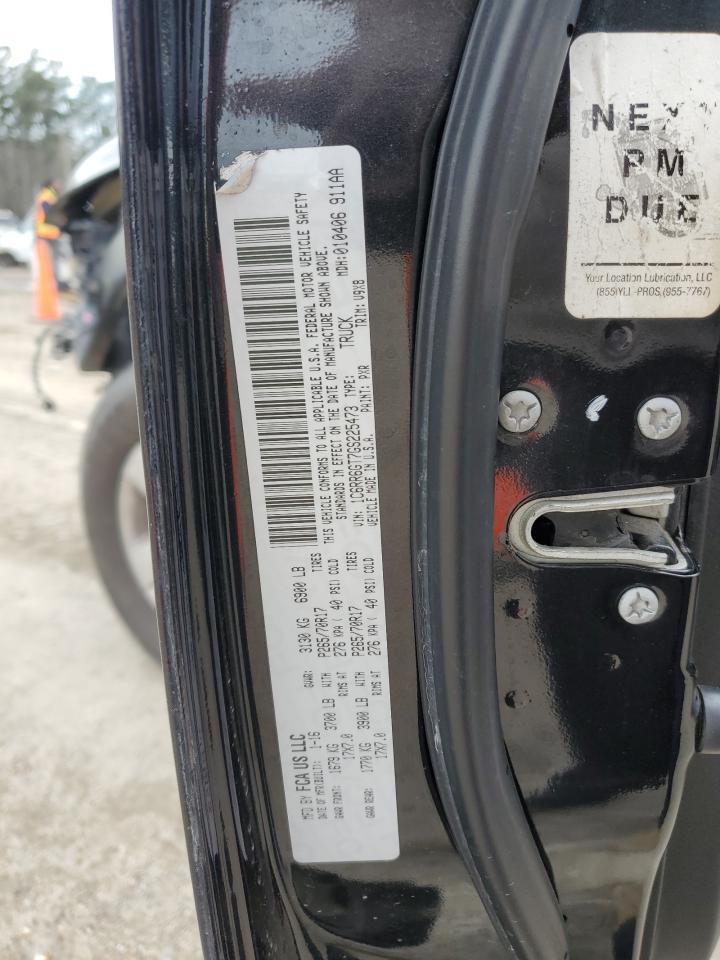 MFD BY FCA US LLC
DATE OF MFR(BUILT): 1-16 GVWR: 3130 KG 6900 LB
GAWR FRONT: 1679 KG 3700 LB WITH P265/70R17 TIRES
17X7.0 RIMS AT 276 KPA ( 40 PSI) COLD
GAWR REAR: 1770 KG 3900 LB WITH P265/70R17 TIRES
17X7.0 RIMS AT 276 KPA ( 40 PSI) COLD
THIS VEHICLE CONFORMS TO ALL APPLICABLE U.S.A. FEDERAL MOTOR VEHICLE SAFETY
STANDARDS IN EFFECT ON THE DATE OF MANUFACTURE SHOWN ABOVE.
VIN: 1C6RR6GT7GS225473 TYPE: TRUCK MDH:010406 911AA
VEHICLE MADE IN U.S.A. PAINT: PXR TRIM: V9X8
NEXT
PM
DUE
Your Location Lubrication, LLC
(855)YLL-PROS.(955-7767)